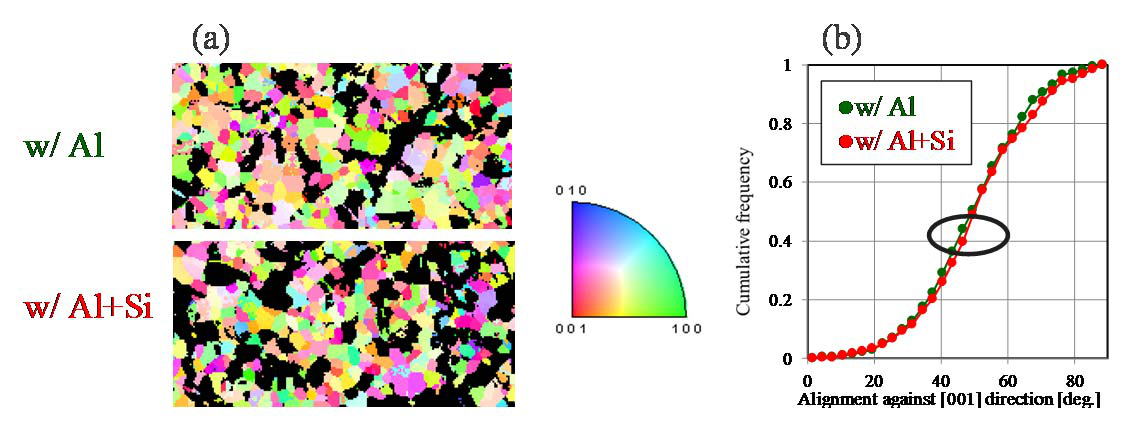 (a)
w/ Al
w/ Al+Si
0 1 0
0 0 1
1 0 0
(b)
1
0.8
0.6
0.4
0.2
0
w/ Al
w/ Al+Si
Cumulative frequency
0
20
40
60
80
Alignment against [001] direction [deg.]